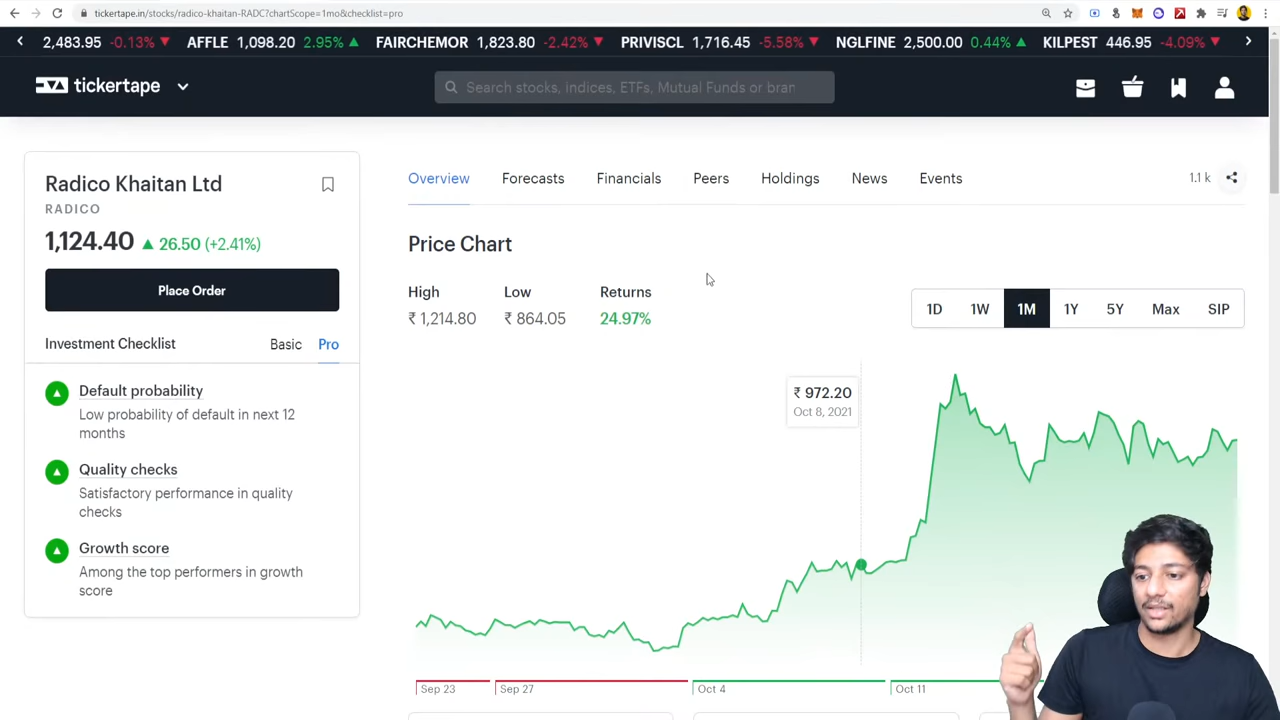 tickertape.in/stocks/radico-khaitan-RADC?chartScope=1mo&checklist=pro
2,483.95 -0.13% AFFLE 1,098.20 2.95% FAIRCHEMOR 1,823.80 -2.42% PRIVISCL 1,716.45 -5.58% NGLFINE 2,500.00 0.44% KILPEST 446.95 -4.09%
tickertape
Search stocks, indices, ETFs, Mutual Funds or bran
Radico Khaitan Ltd
RADICO
1,124.40 26.50 (+2.41%)
Place Order
Investment Checklist Basic Pro
Default probability
Low probability of default in next 12
months
Quality checks
Satisfactory performance in quality
checks
Growth score
Among the top performers in growth
score
Overview Forecasts Financials Peers Holdings News Events 1.1 k
Price Chart
High Low Returns
₹ 1,214.80 ₹ 864.05 24.97%
1D 1W 1M 1Y 5Y Max SIP
₹ 972.20
Oct 8, 2021
Sep 23 Sep 27 Oct 4 Oct 11